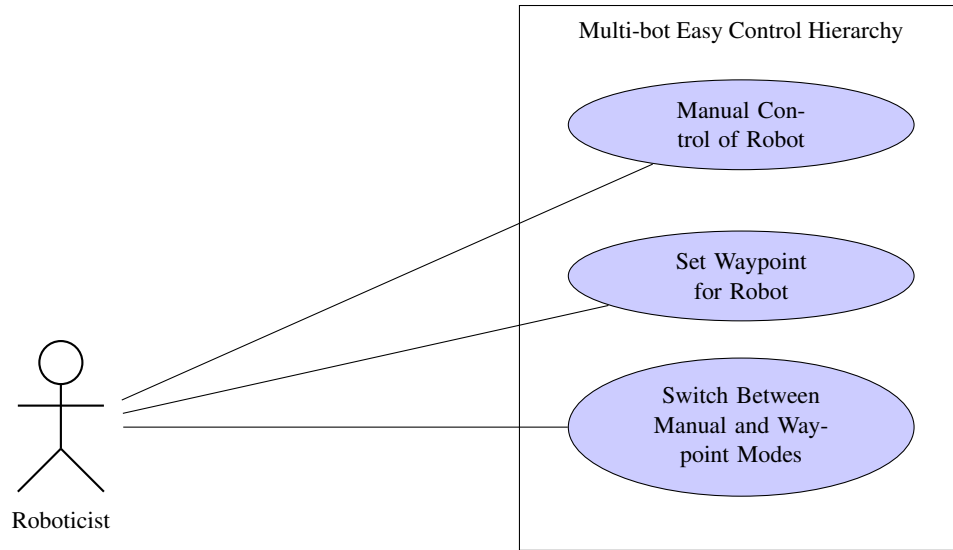 Multi-bot Easy Control Hierarchy
Manual Con-
trol of Robot
Set Waypoint
for Robot
Switch Between
Manual and Way-
point Modes
Roboticist